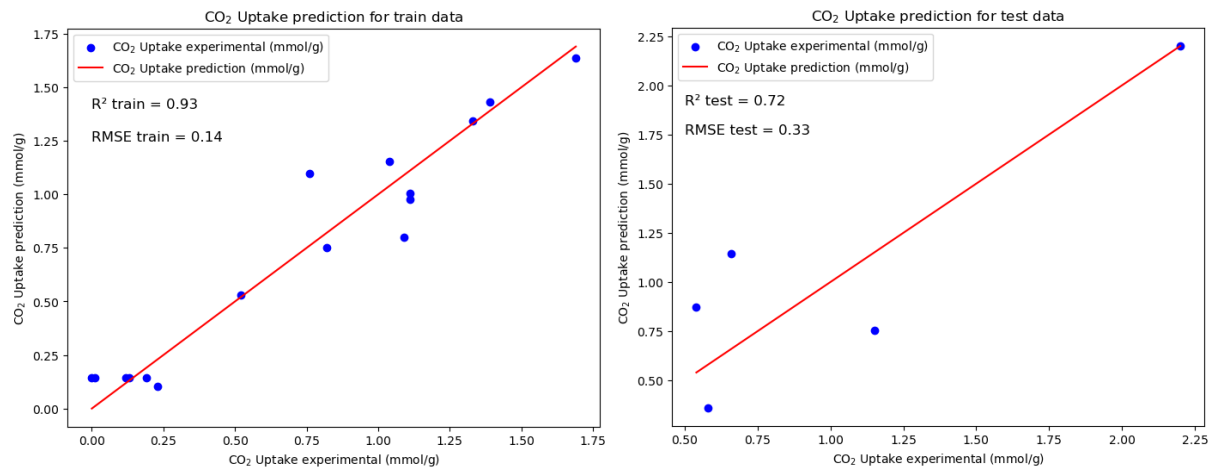 CO₂ Uptake prediction for train data
CO₂ Uptake experimental (mmol/g)
CO₂ Uptake prediction (mmol/g)
R² train = 0.93
RMSE train = 0.14
CO₂ Uptake prediction (mmol/g)
1.75
1.50
1.25
1.00
0.75
0.50
0.25
0.00
0.00 0.25 0.50 0.75 1.00 1.25 1.50 1.75
CO₂ Uptake experimental (mmol/g)
CO₂ Uptake prediction for test data
CO₂ Uptake experimental (mmol/g)
CO₂ Uptake prediction (mmol/g)
R² test = 0.72
RMSE test = 0.33
CO₂ Uptake prediction (mmol/g)
2.25
2.00
1.75
1.50
1.25
1.00
0.75
0.50
0.50 0.75 1.00 1.25 1.50 1.75 2.00 2.25
CO₂ Uptake experimental (mmol/g)